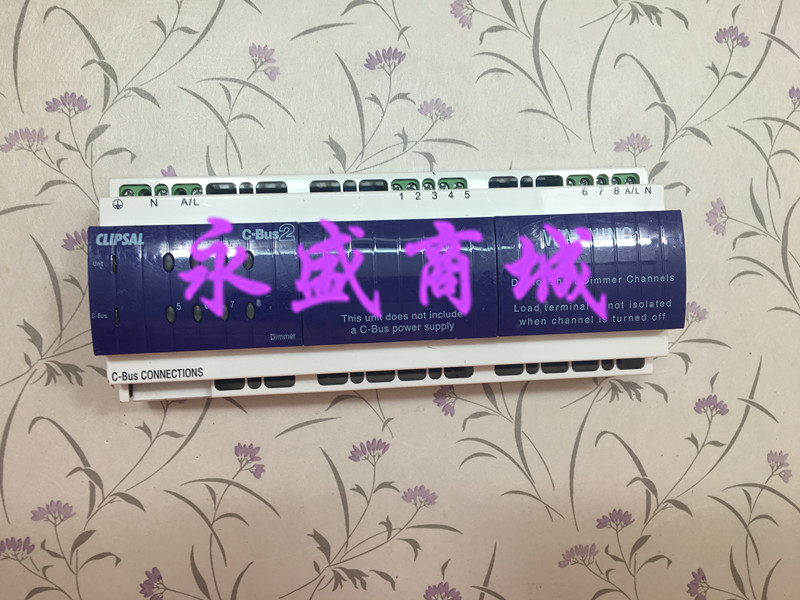 N A/L 1 2 3 4 5 6 7 8 A/L N
CLIPSAL C-Bus2
Unit
C-Bus
5 6 7 8
Dimmer
This unit does not include
a C-Bus power supply
Dimmer Channels
Load terminals not isolated
when channel is turned off
永盛商城
C-Bus CONNECTIONS